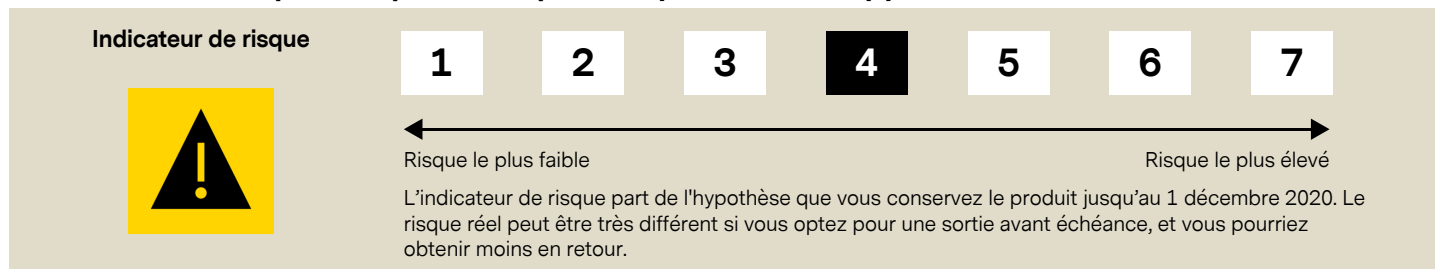 Indicateur de risque
1 2 3 4 5 6 7
Risque le plus faible Risque le plus élevé
L’indicateur de risque part de l'hypothèse que vous conservez le produit jusqu’au 1 décembre 2020. Le
risque réel peut être très différent si vous optez pour une sortie avant échéance, et vous pourriez
obtenir moins en retour.